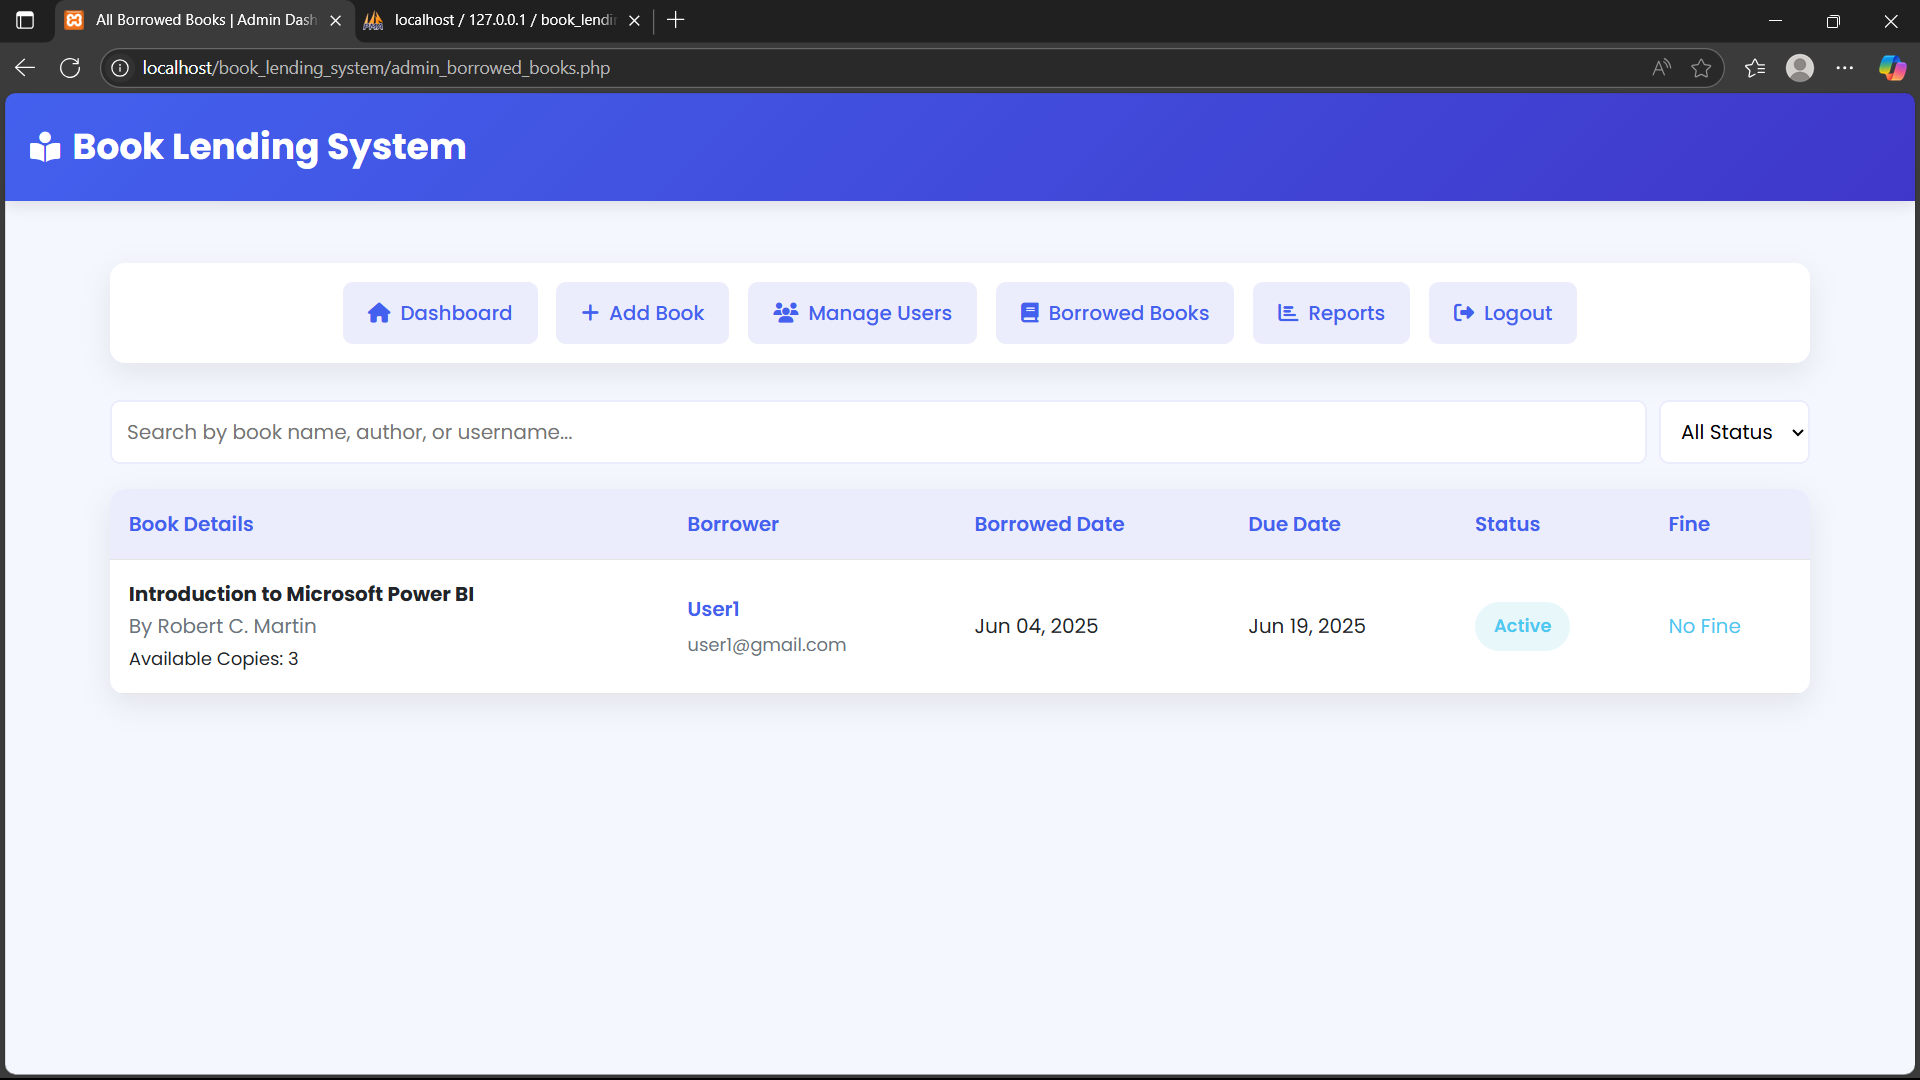 All Borrowed Books | Admin Dash
localhost / 127.0.0.1 / book_lendi
localhost/book_lending_system/admin_borrowed_books.php
Book Lending System
Dashboard
Add Book
Manage Users
Borrowed Books
Reports
Logout
Search by book name, author, or username...
All Status
Book Details Borrower Borrowed Date Due Date Status Fine
Introduction to Microsoft Power BI
By Robert C. Martin
Available Copies: 3
User1
user1@gmail.com
Jun 04, 2025
Jun 19, 2025
Active
No Fine